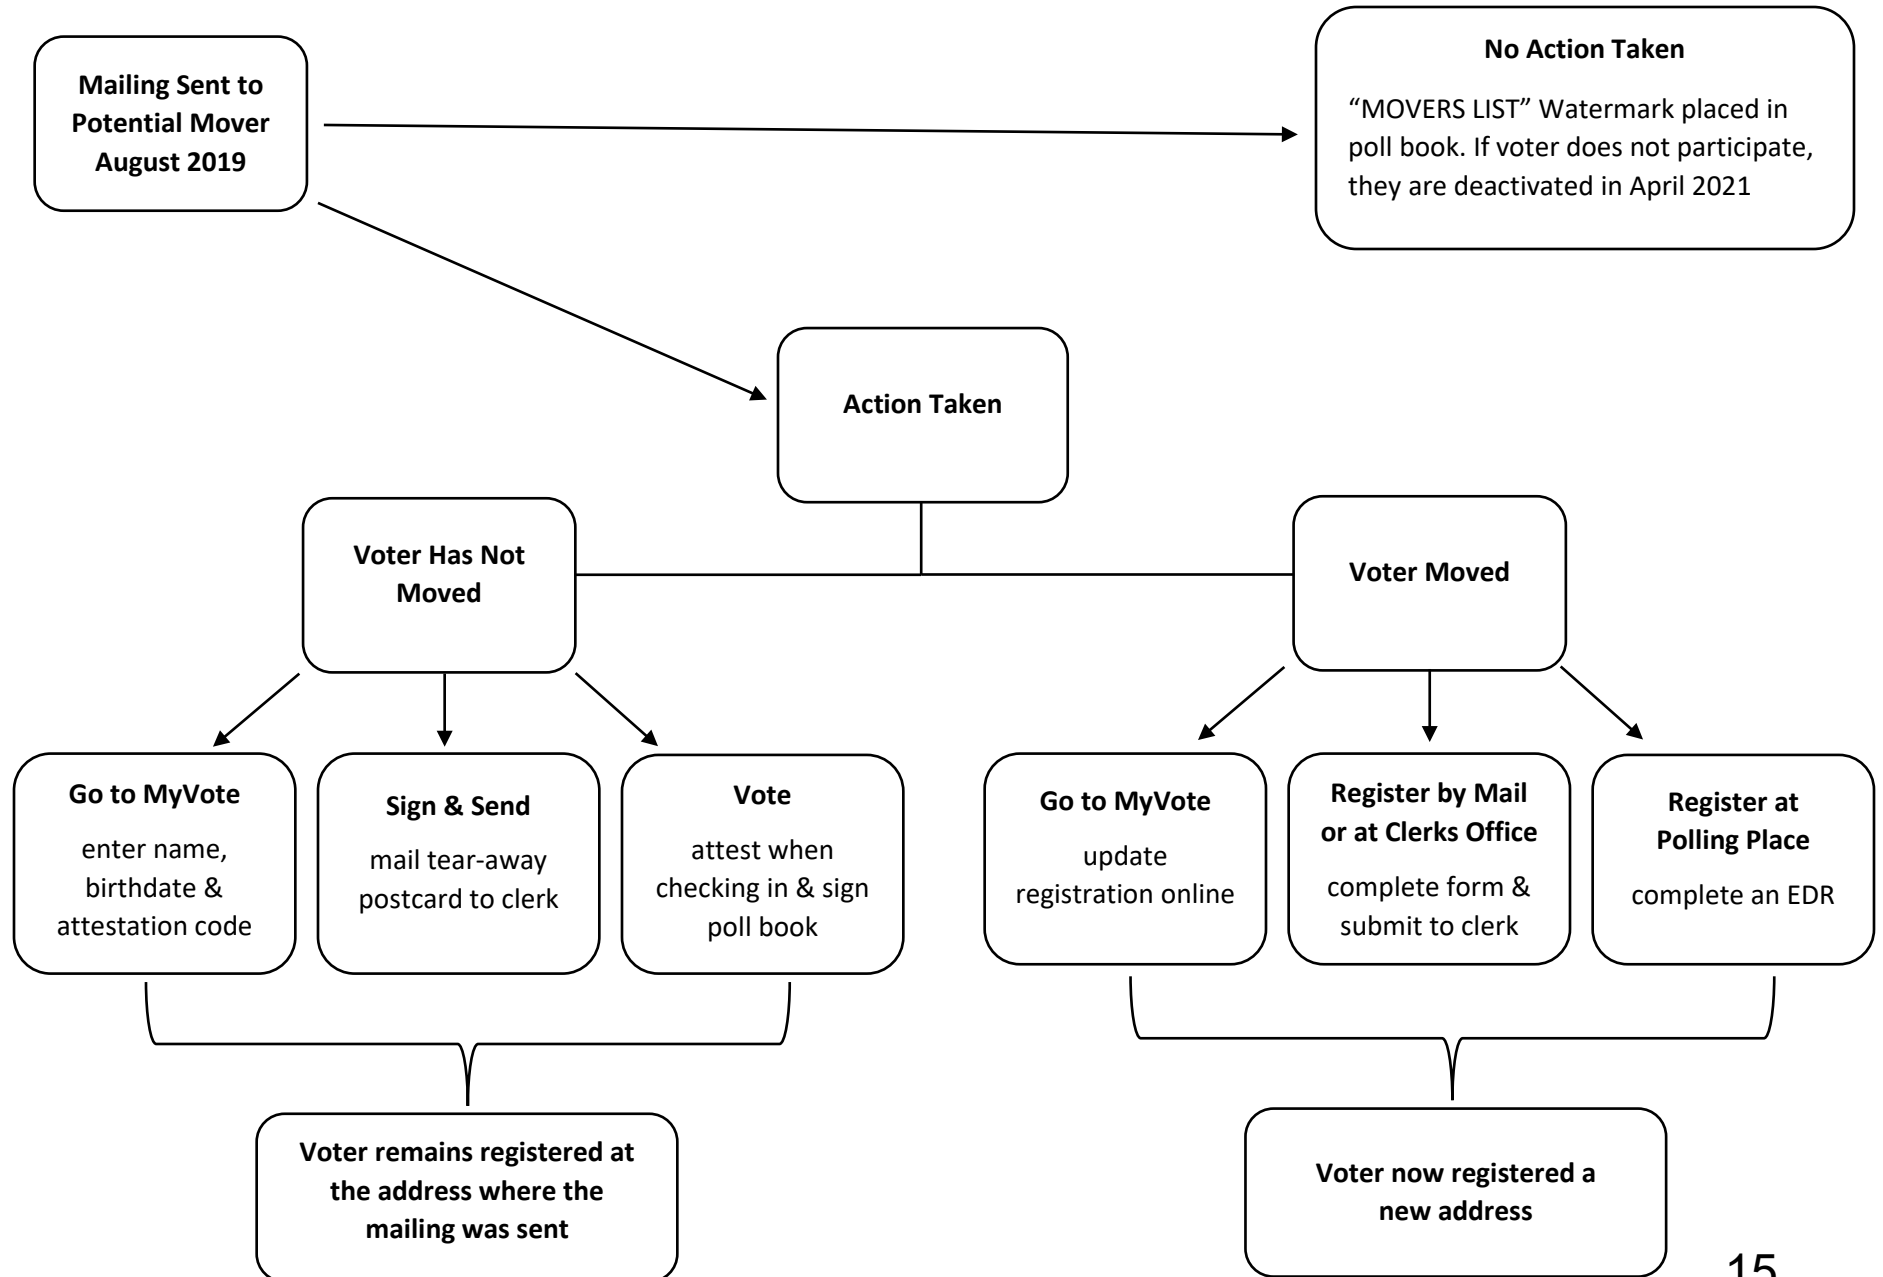 Mailing Sent to
Potential Mover
August 2019
No Action Taken
“MOVERS LIST” Watermark placed in
poll book. If voter does not participate,
they are deactivated in April 2021
Action Taken
Voter Has Not
Moved
Voter Moved
Go to MyVote
enter name,
birthdate &
attestation code
Sign & Send
mail tear-away
postcard to clerk
Vote
attest when
checking in & sign
poll book
Go to MyVote
update
registration online
Register by Mail
or at Clerks Office
complete form &
submit to clerk
Register at
Polling Place
complete an EDR
Voter remains registered at
the address where the
mailing was sent
Voter now registered a
new address
15